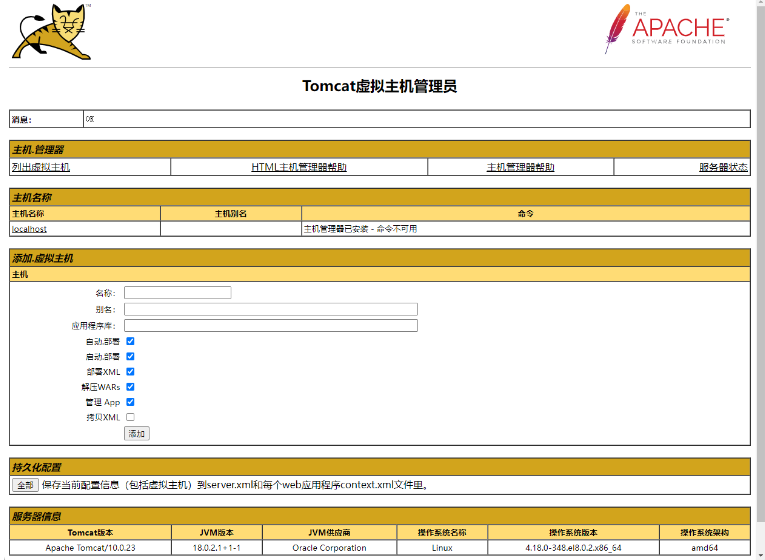 TM
THE
APACHE®
SOFTWARE FOUNDATION
Tomcat虚拟主机管理员
消息: OK
主机.管理器
列出虚拟主机 HTML主机管理器帮助 主机管理器帮助 服务器状态
主机名称
主机名称 主机别名 命令
localhost 主机管理器已安装 - 命令不可用
添加.虚拟主机
主机
名称:
别名:
应用程序库:
自动.部署
启动.部署
部署XML
解压WARs
管理 App
拷贝XML
添加
持久化配置
全部 保存当前配置信息（包括虚拟主机）到server.xml和每个web应用程序context.xml文件里。
服务器信息
Tomcat版本 JVM版本 JVM供应商 操作系统名称 操作系统版本 操作系统架构
Apache Tomcat/10.0.23 18.0.2.1+1-1 Oracle Corporation Linux 4.18.0-348.el8.0.2.x86_64 amd64